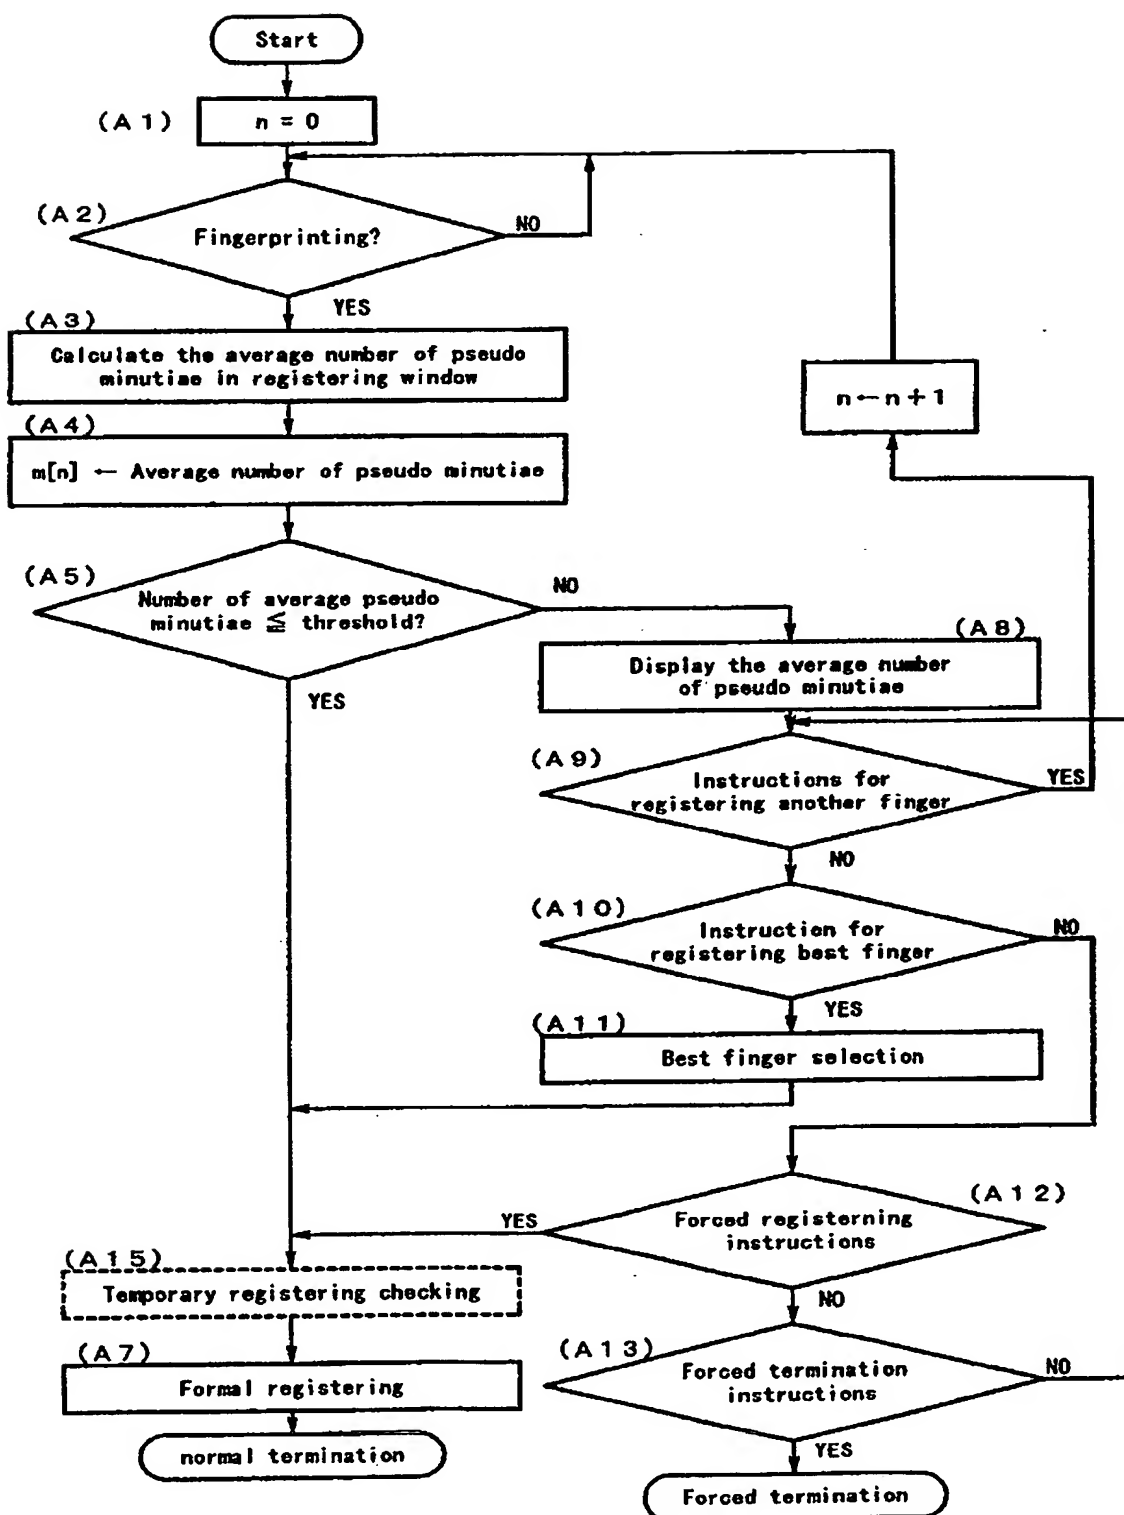 Start
(A1)
n = 0
(A2)
Fingerprinting?
NO
YES
(A3)
Calculate the average number of pseudo
minutiae in registering window
n←n+1
(A4)
m[n] ← Average number of pseudo minutiae
(A5)
Number of average pseudo
minutiae ≦ threshold?
NO
YES
(A8)
Display the average number
of pseudo minutiae
(A9)
Instructions for
registering another finger
YES
NO
(A10)
Instruction for
registering best finger
NO
YES
(A11)
Best finger selection
(A12)
Forced registerning
instructions
YES
NO
(A15)
Temporary registering checking
(A7)
Formal registering
normal termination
(A13)
Forced termination
instructions
NO
YES
Forced termination